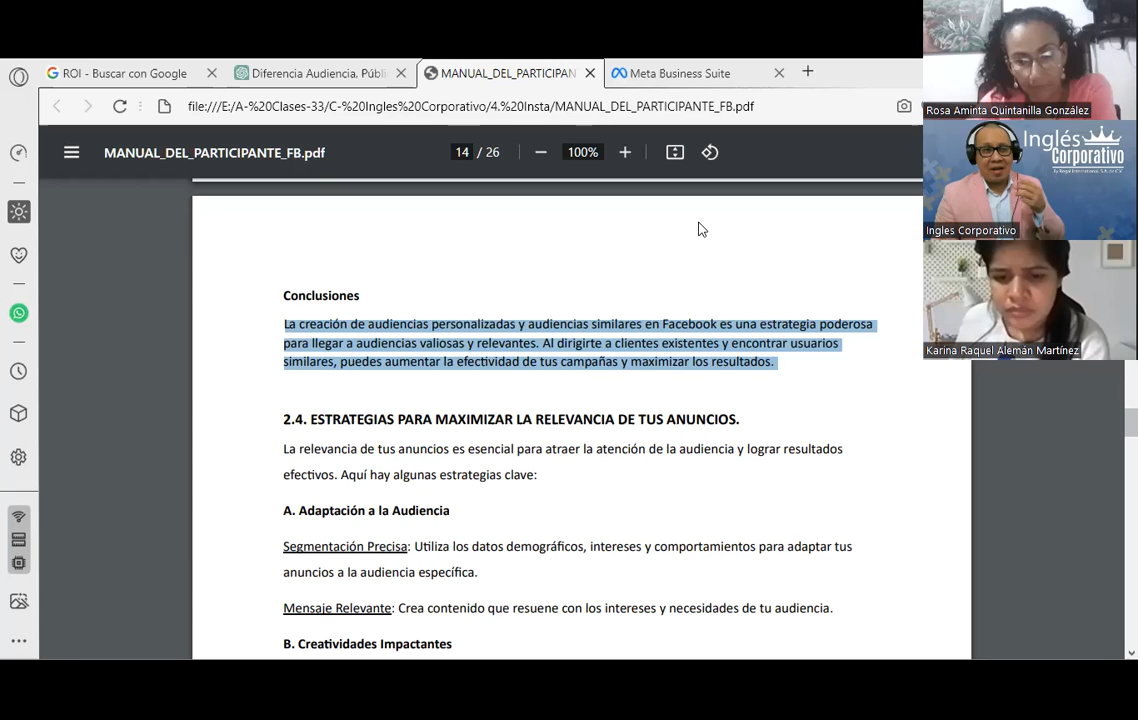 ROI - Buscar con Google
Diferencia Audiencia, Públi
MANUAL_DEL_PARTICIPAN
Meta Business Suite
file:///E:/A-%20Clases-33/C-%20Ingles%20Corporativo/4.%20Insta/MANUAL_DEL_PARTICIPANTE_FB.pdf
MANUAL_DEL_PARTICIPANTE_FB.pdf
14 / 26
100%
Conclusiones
La creación de audiencias personalizadas y audiencias similares en Facebook es una estrategia poderosa
para llegar a audiencias valiosas y relevantes. Al dirigirte a clientes existentes y encontrar usuarios
similares, puedes aumentar la efectividad de tus campañas y maximizar los resultados.
2.4. ESTRATEGIAS PARA MAXIMIZAR LA RELEVANCIA DE TUS ANUNCIOS.
La relevancia de tus anuncios es esencial para atraer la atención de la audiencia y lograr resultados
efectivos. Aquí hay algunas estrategias clave:
A. Adaptación a la Audiencia
Segmentación Precisa: Utiliza los datos demográficos, intereses y comportamientos para adaptar tus
anuncios a la audiencia específica.
Mensaje Relevante: Crea contenido que resuene con los intereses y necesidades de tu audiencia.
B. Creatividades Impactantes
Rosa Aminta Quintanilla González
Inglés
Corporativo
Ingles Corporativo
Karina Raquel Alemán Martínez